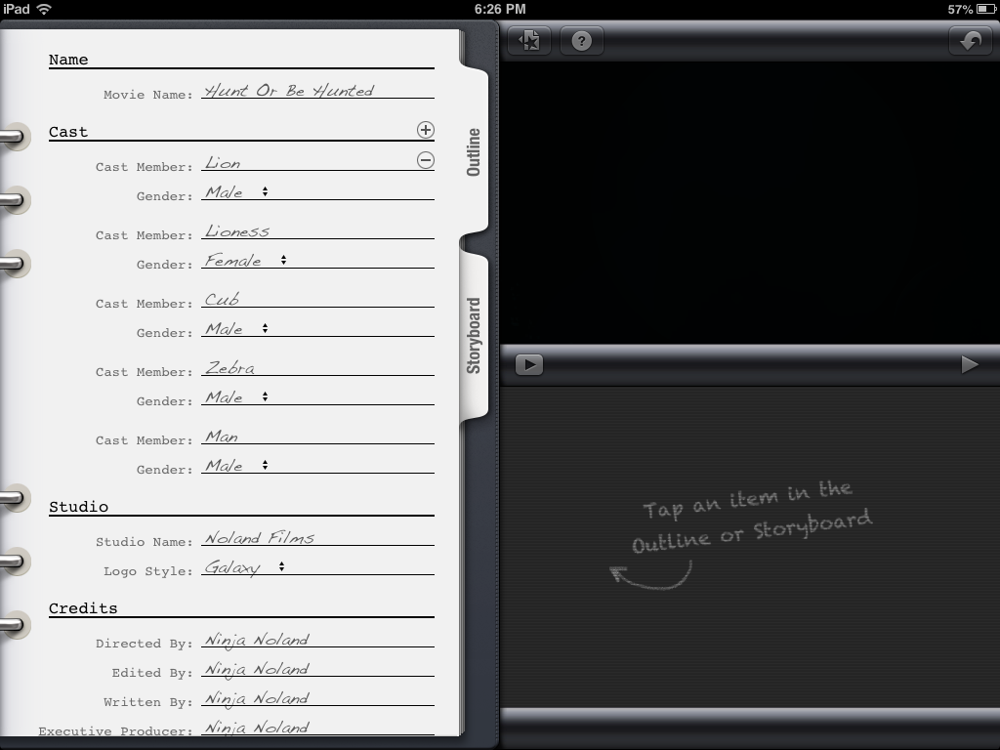 iPad 6:26 PM 57%
Name
Movie Name: Hunt Or Be Hunted
Cast
Cast Member: Lion
Gender: Male
Cast Member: Lioness
Gender: Female
Cast Member: Cub
Gender: Male
Cast Member: Zebra
Gender: Male
Cast Member: Man
Gender: Male
Studio
Studio Name: Noland Films
Logo Style: Galaxy
Credits
Directed By: Ninja Noland
Edited By: Ninja Noland
Written By: Ninja Noland
Executive Producer: Ninja Noland
Outline
Storyboard
?
Tap an item in the
Outline or Storyboard